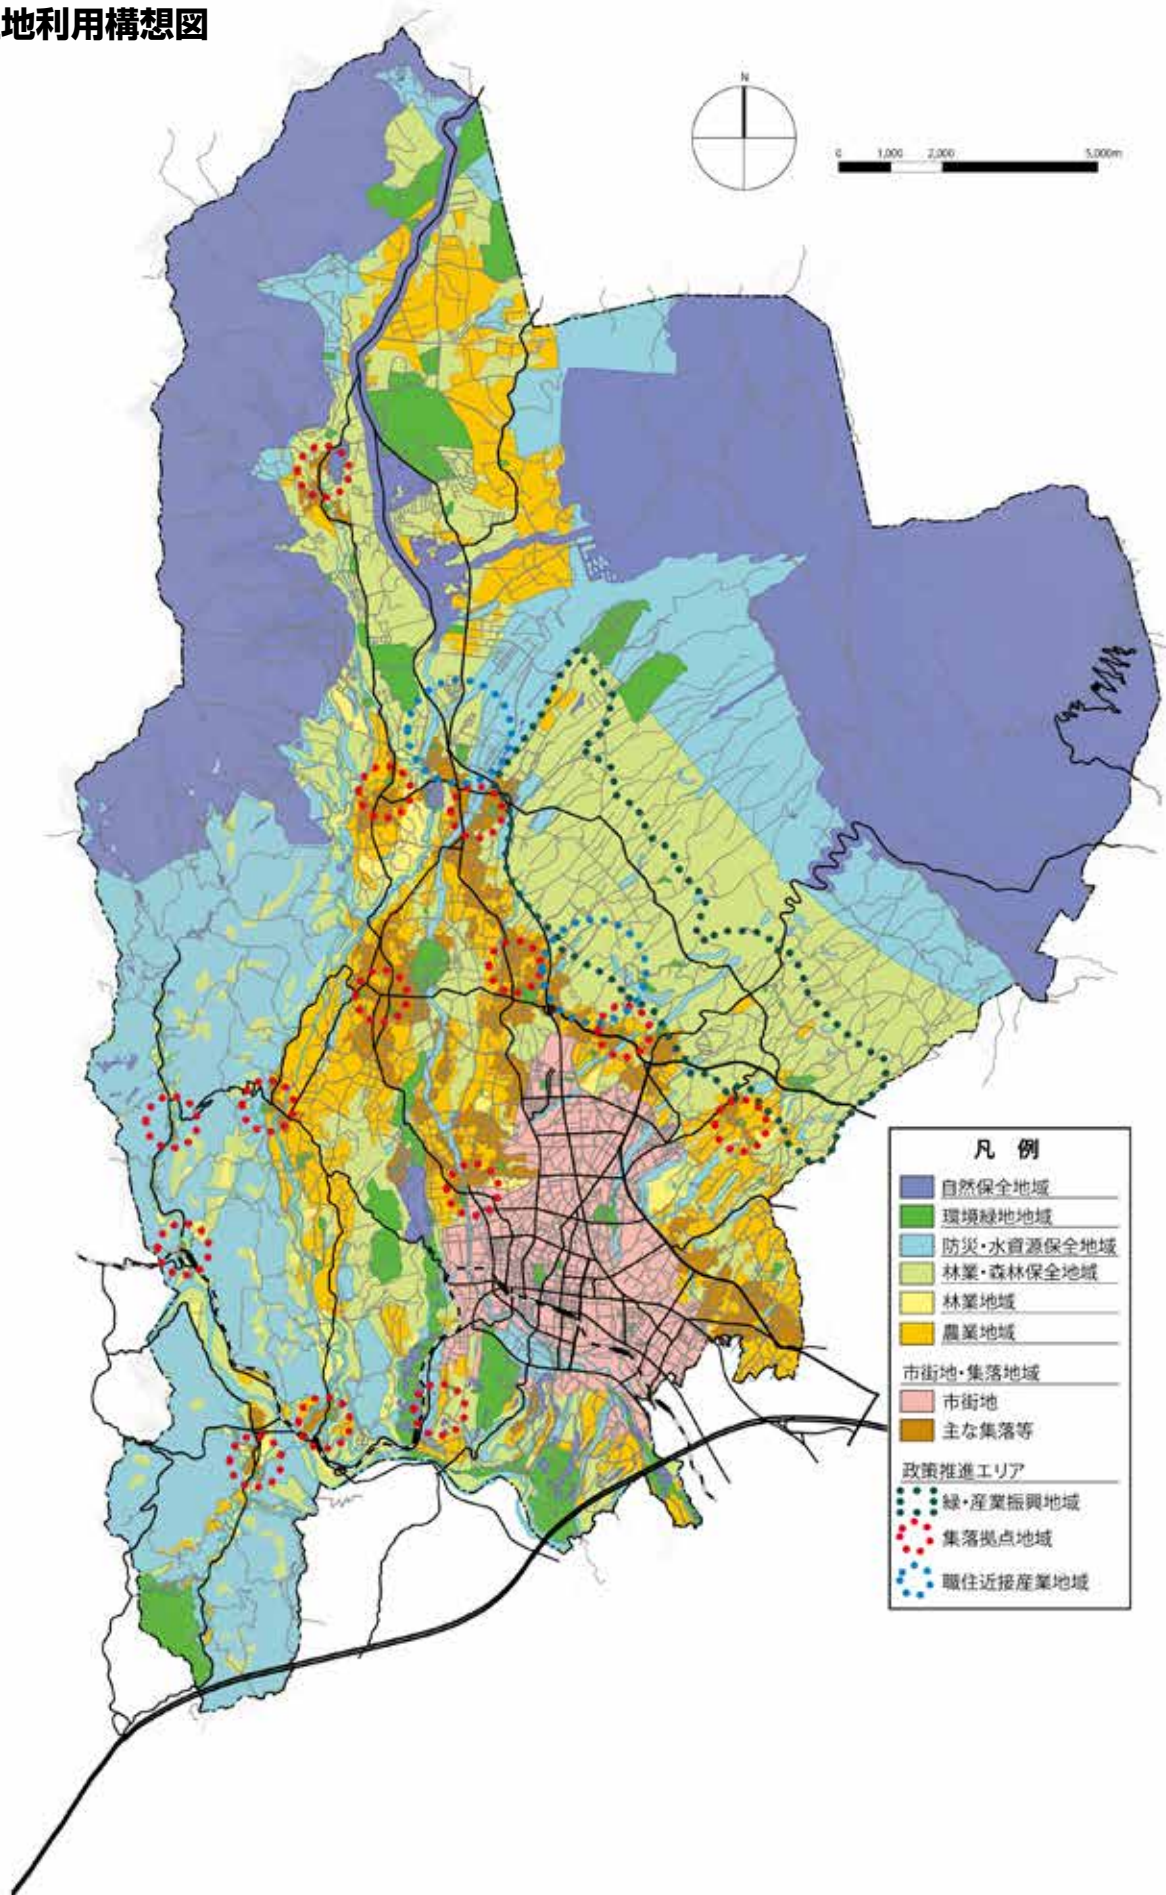 地利用構想図
N
0 1,000 2,000 5,000m
凡 例
自然保全地域
環境緑地地域
防災・水資源保全地域
林業・森林保全地域
林業地域
農業地域
市街地・集落地域
市街地
主な集落等
政策推進エリア
緑・産業振興地域
集落拠点地域
職住近接産業地域